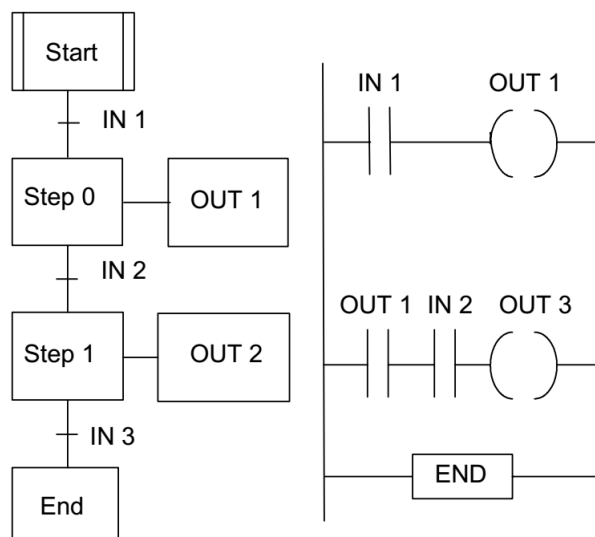 Start
IN 1
Step 0
OUT 1
IN 2
Step 1
OUT 2
IN 3
End
IN 1 OUT 1
OUT 1 IN 2 OUT 3
END